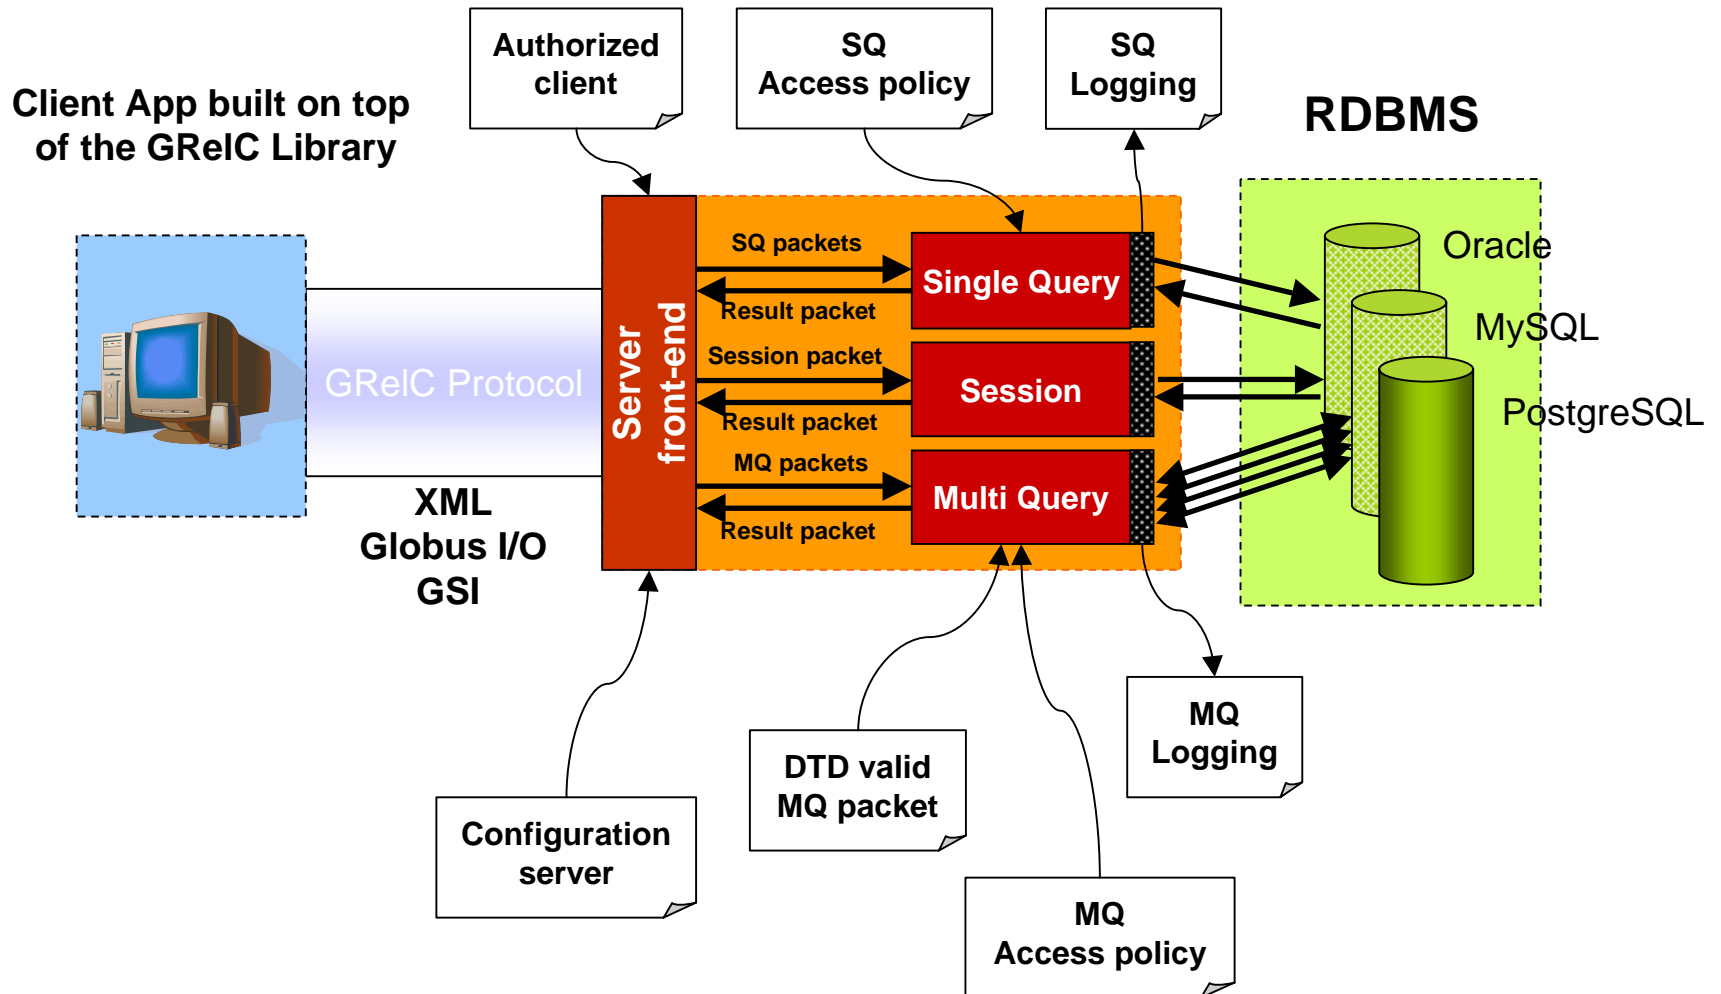 Authorized
client
SQ
Access policy
SQ
Logging
Client App built on top
of the GRelC Library
RDBMS
SQ packets
Single Query
Result packet
Oracle
MySQL
Server
front-end
GRelC Protocol
Session packet
Session
Result packet
PostgreSQL
MQ packets
Multi Query
Result packet
XML
Globus I/O
GSI
MQ
Logging
DTD valid
MQ packet
Configuration
server
MQ
Access policy